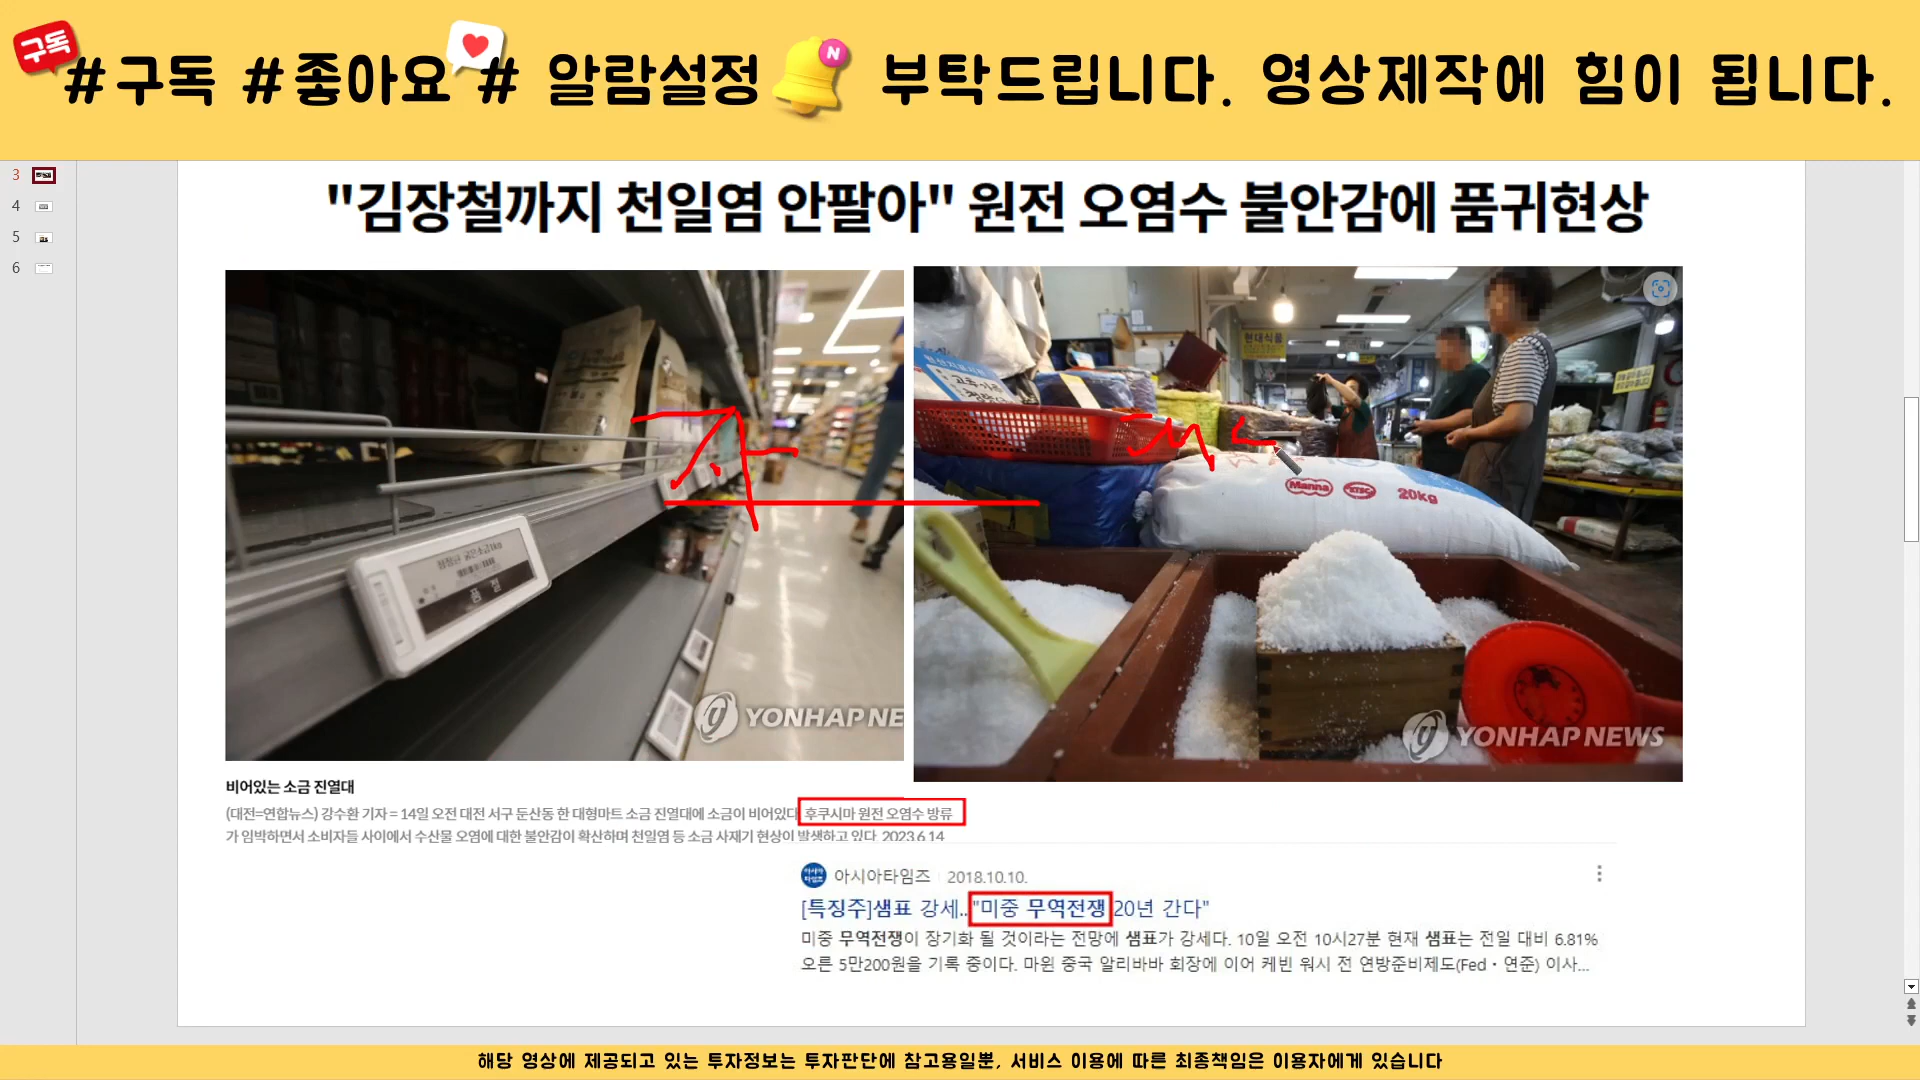 구독
#구독 #좋아요 # 알람설정 부탁드립니다. 영상제작에 힘이 됩니다.
N
3
4
5
6
"김장철까지 천일염 안팔아" 원전 오염수 불안감에 품귀현상
현대식품
품절
Manna
20kg
YONHAP NE
YONHAP NEWS
비어있는 소금 진열대
(대전=연합뉴스) 강수환 기자 = 14일 오전 대전 서구 둔산동 한 대형마트 소금 진열대에 소금이 비어있다. 후쿠시마 원전 오염수 방류
가 임박하면서 소비자들 사이에서 수산물 오염에 대한 불안감이 확산하며 천일염 등 소금 사재기 현상이 발생하고 있다. 2023.6.14
아시아타임즈 2018.10.10.
[특징주]샘표 강세.."미중 무역전쟁 20년 간다"
미중 무역전쟁이 장기화 될 것이라는 전망에 샘표가 강세다. 10일 오전 10시27분 현재 샘표는 전일 대비 6.81%
오른 5만200원을 기록 중이다. 마윈 중국 알리바바 회장에 이어 케빈 워시 전 연방준비제도(Fed·연준) 이사...
해당 영상에 제공되고 있는 투자정보는 투자판단에 참고용일뿐, 서비스 이용에 따른 최종책임은 이용자에게 있습니다